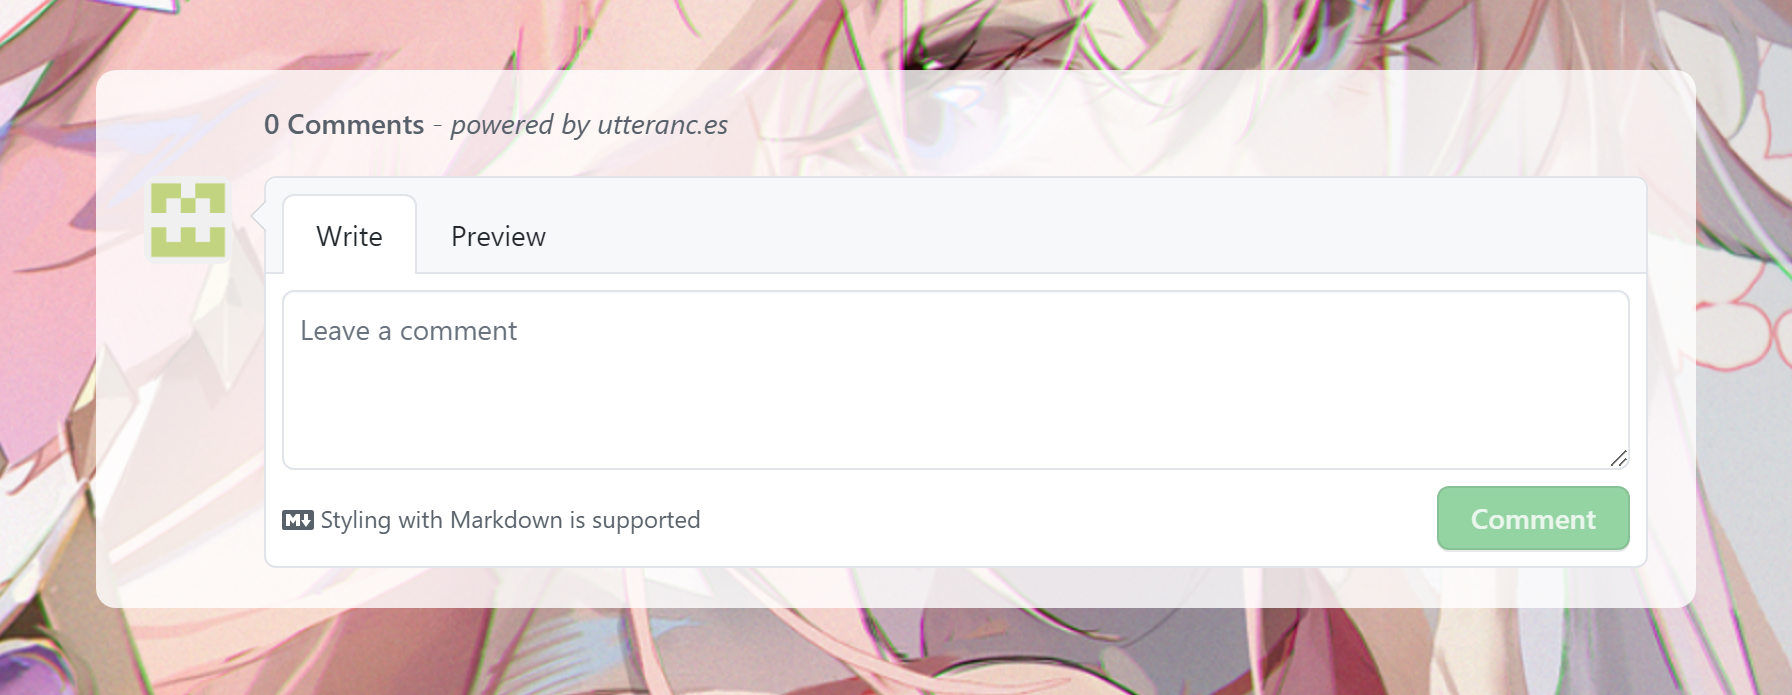 0 Comments - powered by utteranc.es
Write Preview
Leave a comment
M↓ Styling with Markdown is supported
Comment